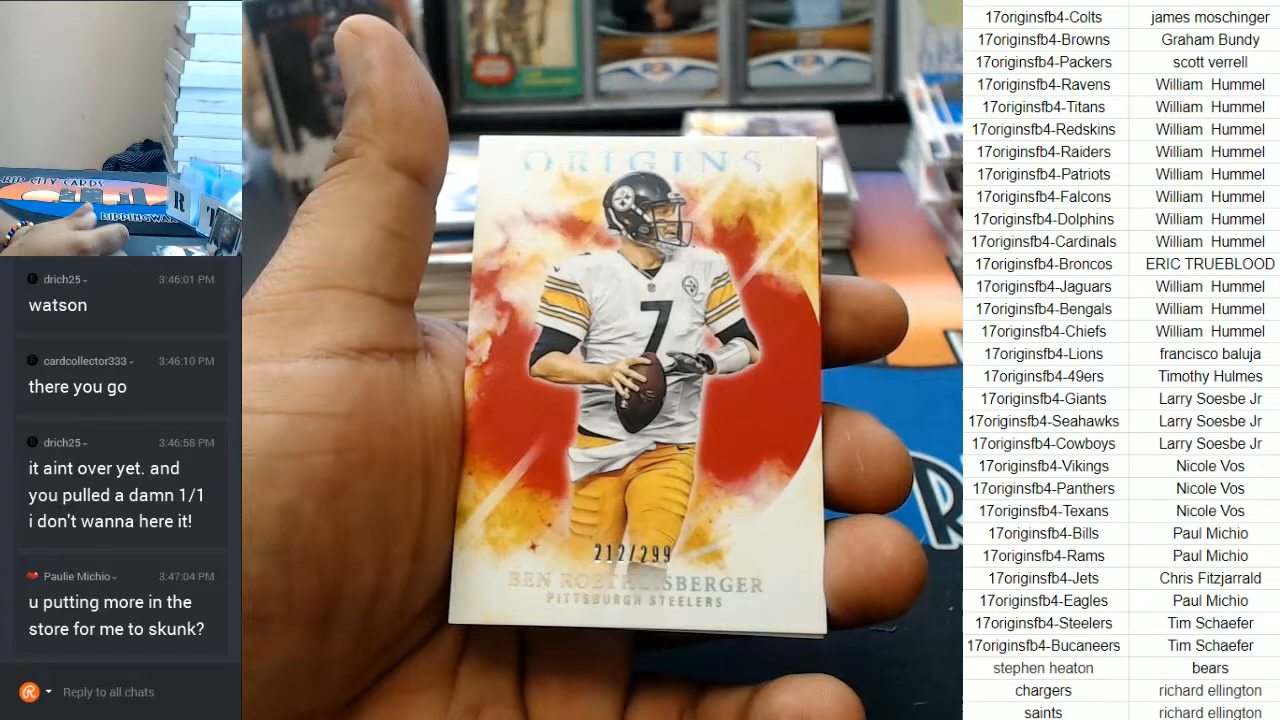 RIP CITY CARDS
RIPPINGWAX
R
drich25
3:46:01 PM
watson
cardcollector333
3:46:10 PM
there you go
drich25
3:46:58 PM
it aint over yet. and
you pulled a damn 1/1
i don't wanna here it!
Paulie Michio
3:47:04 PM
u putting more in the
store for me to skunk?
Reply to all chats
ORIGINS
7
212/299
BEN ROETHLISBERGER
PITTSBURGH STEELERS
17originsfb4-Colts james moschinger
17originsfb4-Browns Graham Bundy
17originsfb4-Packers scott verrell
17originsfb4-Ravens William Hummel
17originsfb4-Titans William Hummel
17originsfb4-Redskins William Hummel
17originsfb4-Raiders William Hummel
17originsfb4-Patriots William Hummel
17originsfb4-Falcons William Hummel
17originsfb4-Dolphins William Hummel
17originsfb4-Cardinals William Hummel
17originsfb4-Broncos ERIC TRUEBLOOD
17originsfb4-Jaguars William Hummel
17originsfb4-Bengals William Hummel
17originsfb4-Chiefs William Hummel
17originsfb4-Lions francisco baluja
17originsfb4-49ers Timothy Hulmes
17originsfb4-Giants Larry Soesbe Jr
17originsfb4-Seahawks Larry Soesbe Jr
17originsfb4-Cowboys Larry Soesbe Jr
17originsfb4-Vikings Nicole Vos
17originsfb4-Panthers Nicole Vos
17originsfb4-Texans Nicole Vos
17originsfb4-Bills Paul Michio
17originsfb4-Rams Paul Michio
17originsfb4-Jets Chris Fitzjarrald
17originsfb4-Eagles Paul Michio
17originsfb4-Steelers Tim Schaefer
17originsfb4-Bucaneers Tim Schaefer
stephen heaton bears
chargers richard ellington
saints richard ellington